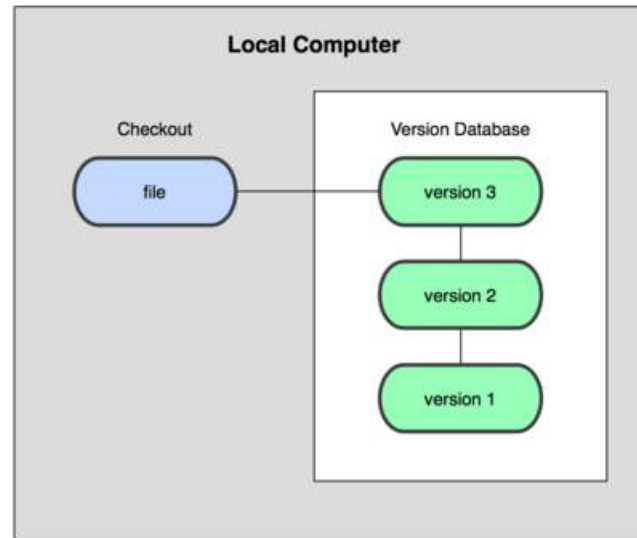 Local Computer
Checkout
Version Database
file
version 3
version 2
version 1